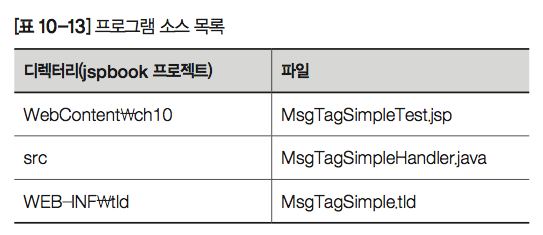 [표 10-13] 프로그램 소스 목록
디렉터리(jspbook 프로젝트) 파일
WebContent₩ch10 MsgTagSimpleTest.jsp
src MsgTagSimpleHandler.java
WEB-INF₩tld MsgTagSimple.tld